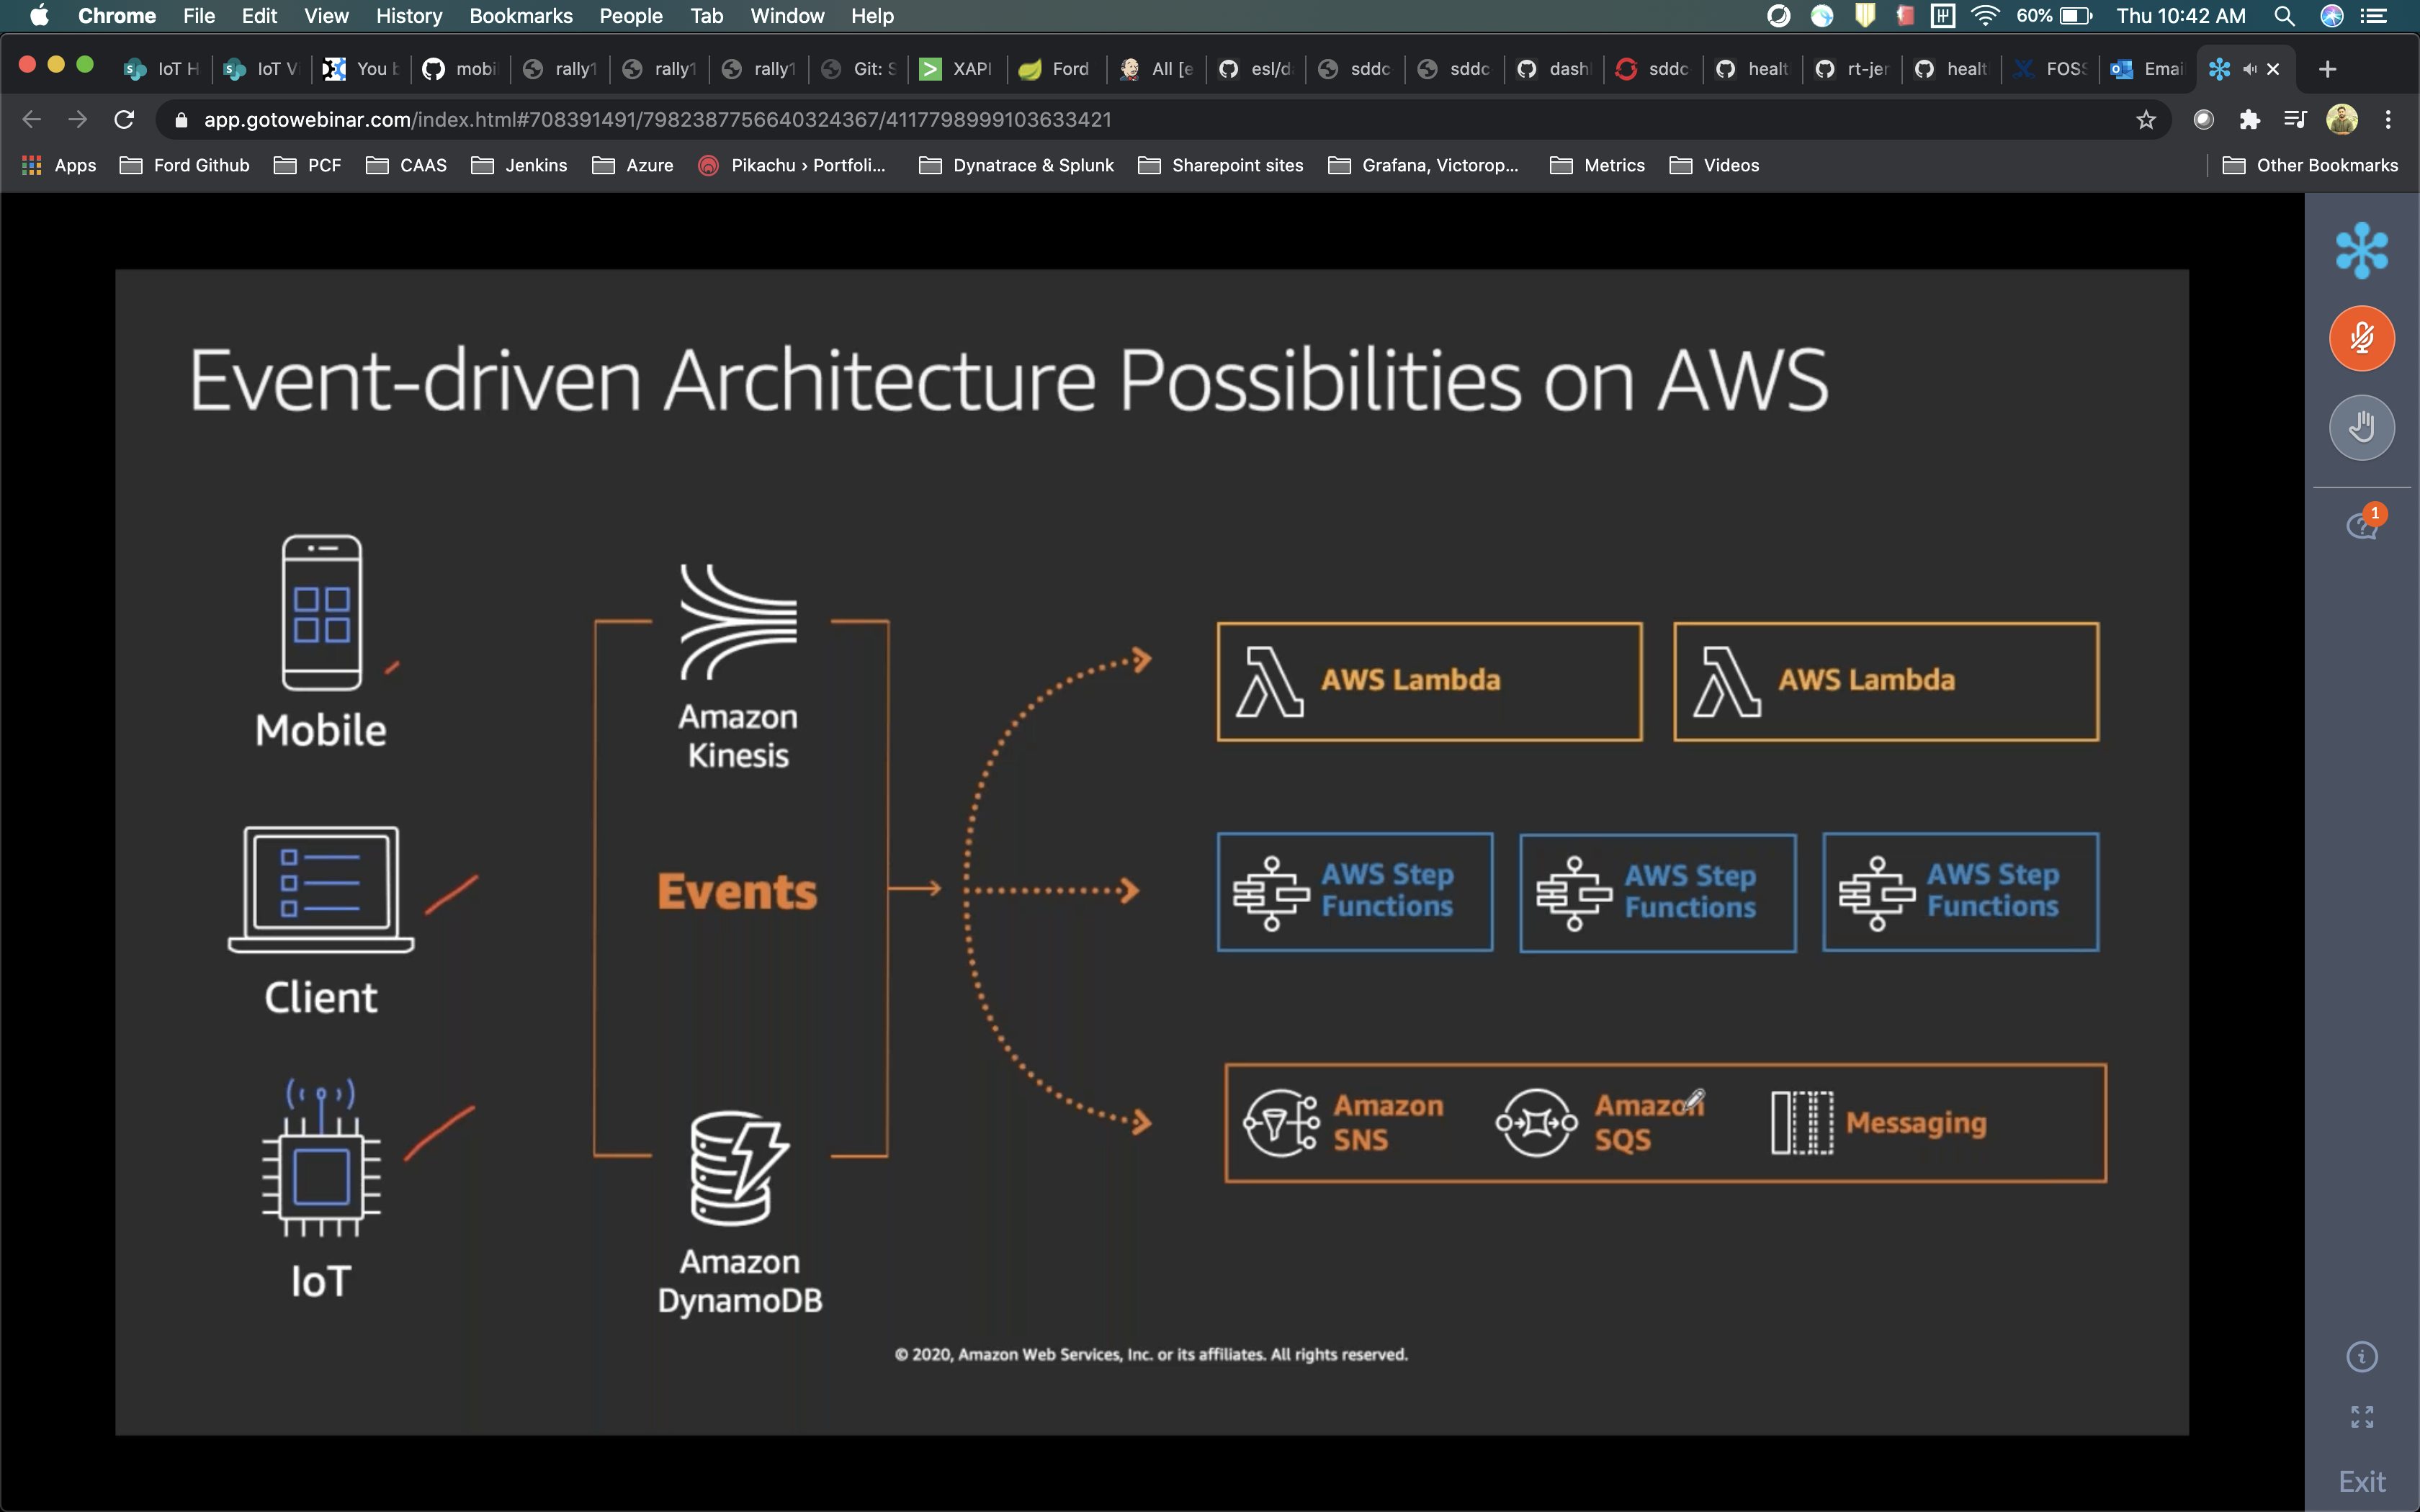 Chrome File Edit View History Bookmarks People Tab Window Help 60% Thu 10:42 AM
IoT H IoT V You b mobi rally1 rally1 rally1 Git: S XAPI Ford All [e esl/d sddc sddc dash sddc healt rt-jer healt FOSS Emai
app.gotowebinar.com/index.html#708391491/7982387756640324367/4117798999103633421
Apps Ford Github PCF CAAS Jenkins Azure Pikachu › Portfoli... Dynatrace & Splunk Sharepoint sites Grafana, Victorop... Metrics Videos Other Bookmarks
Event-driven Architecture Possibilities on AWS
Mobile
Client
IoT
Amazon
Kinesis
Events
Amazon
DynamoDB
AWS Lambda
AWS Lambda
AWS Step
Functions
AWS Step
Functions
AWS Step
Functions
Amazon
SNS
Amazon
SQS
Messaging
© 2020, Amazon Web Services, Inc. or its affiliates. All rights reserved.
1
Exit